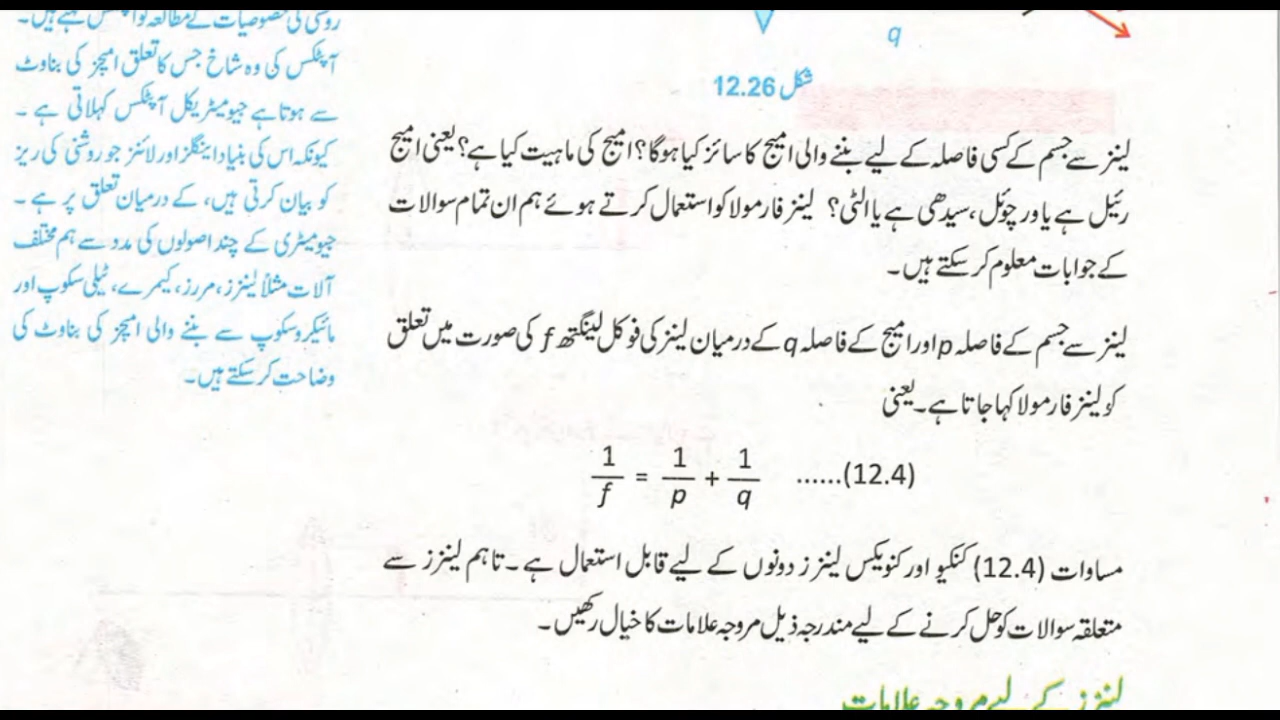 q
شکل 12.26
لینز سے جسم کے کسی فاصلہ کے لیے بننے والی امیج کا سائز کیا ہوگا؟ امیج کی ماہیت کیا ہے؟ یعنی امیج
رئیل ہے یا ورچوئل، سیدھی ہے یا الٹی؟ لینز فارمولا کو استعمال کرتے ہوئے ہم ان تمام سوالات
کے جوابات معلوم کر سکتے ہیں۔
لینز سے جسم کے فاصلہ p اور امیج کے فاصلہ q کے درمیان لینز کی فوکل لینگتھ f کی صورت میں تعلق
کو لینز فارمولا کہا جاتا ہے۔ یعنی
1/f = 1/p + 1/q ......(12.4)
مساوات (12.4) کنکیو اور کنویکس لینز ز دونوں کے لیے قابل استعمال ہے۔ تاہم لینز ز سے
متعلقہ سوالات کو حل کرنے کے لیے مندرجہ ذیل مروجہ علامات کا خیال رکھیں۔
لینز ز کے لیے مروجہ علامات
روشنی کی خصوصیات کے مطالعہ کو آپٹکس کہتے ہیں۔
آپٹکس کی وہ شاخ جس کا تعلق امیجز کی بناوٹ
سے ہوتا ہے جیومیٹریکل آپٹکس کہلاتی ہے۔
کیونکہ اس کی بنیاد اینگلز اور لائنز جو روشنی کی ریز
کو بیان کرتی ہیں، کے درمیان تعلق پر ہے۔
جیومیٹری کے چند اصولوں کی مدد سے ہم مختلف
آلات مثلاً لینزز، مررز، کیمرے، ٹیلی سکوپ اور
مائیکروسکوپ سے بننے والی امیجز کی بناوٹ کی
وضاحت کر سکتے ہیں۔